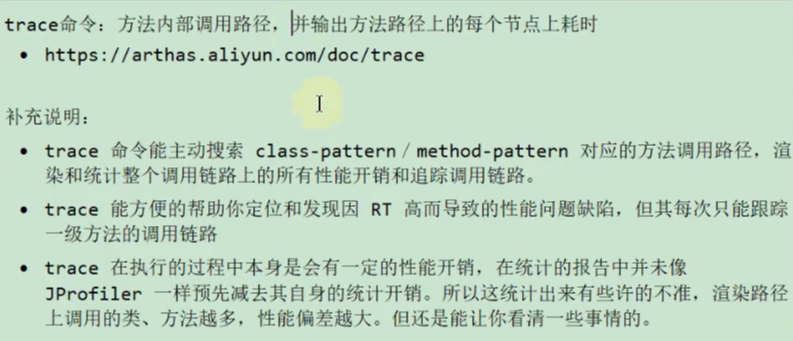 trace命令：方法内部调用路径，并输出方法路径上的每个节点上耗时
• https://arthas.aliyun.com/doc/trace
补充说明：
• trace 命令能主动搜索 class-pattern／method-pattern 对应的方法调用路径，渲
染和统计整个调用链路上的所有性能开销和追踪调用链路。
• trace 能方便的帮助你定位和发现因 RT 高而导致的性能问题缺陷，但其每次只能跟踪
一级方法的调用链路
• trace 在执行的过程中本身是会有一定的性能开销，在统计的报告中并未像
JProfiler 一样预先减去其自身的统计开销。所以这统计出来有些许的不准，渲染路径
上调用的类、方法越多，性能偏差越大。但还是能让你看清一些事情的。